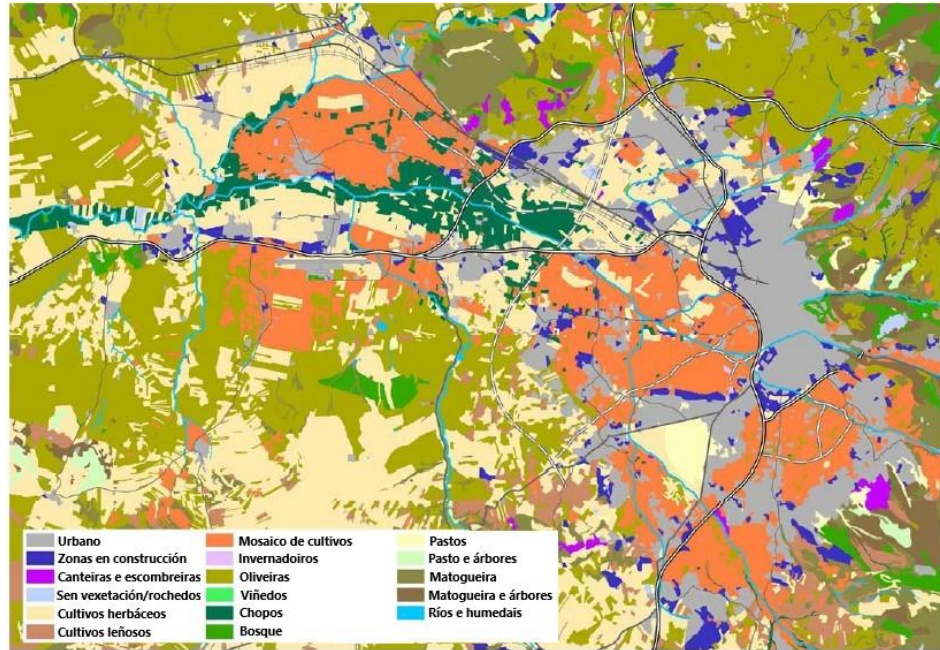 Urbano
Zonas en construcción
Canteiras e escombreiras
Sen vexetación/rochedos
Cultivos herbáceos
Cultivos leñosos
Mosaico de cultivos
Invernadoiros
Oliveiras
Viñedos
Chopos
Bosque
Pastos
Pasto e árbores
Matogueira
Matogueira e árbores
Ríos e humedais